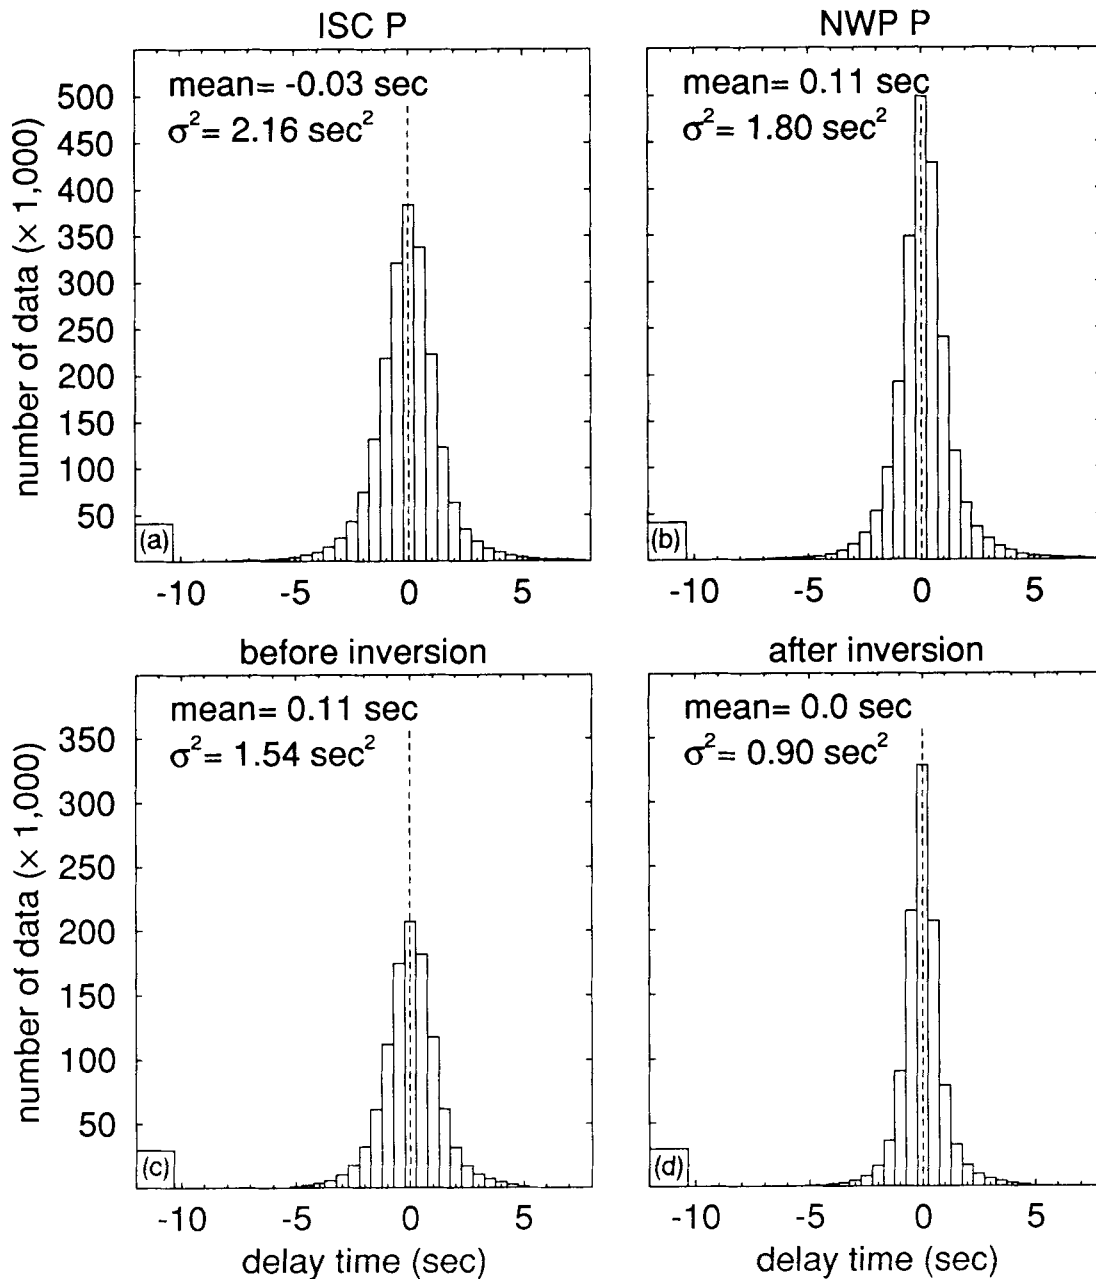 ISC P
NWP P
mean= -0.03 sec
σ²= 2.16 sec²
mean= 0.11 sec
σ²= 1.80 sec²
number of data (× 1,000)
500
450
400
350
300
250
200
150
100
50
(a)
(b)
-10
-5
0
5
-10
-5
0
5
before inversion
after inversion
mean= 0.11 sec
σ²= 1.54 sec²
mean= 0.0 sec
σ²= 0.90 sec²
number of data (× 1,000)
350
300
250
200
150
100
50
(c)
(d)
-10
-5
0
5
-10
-5
0
5
delay time (sec)
delay time (sec)